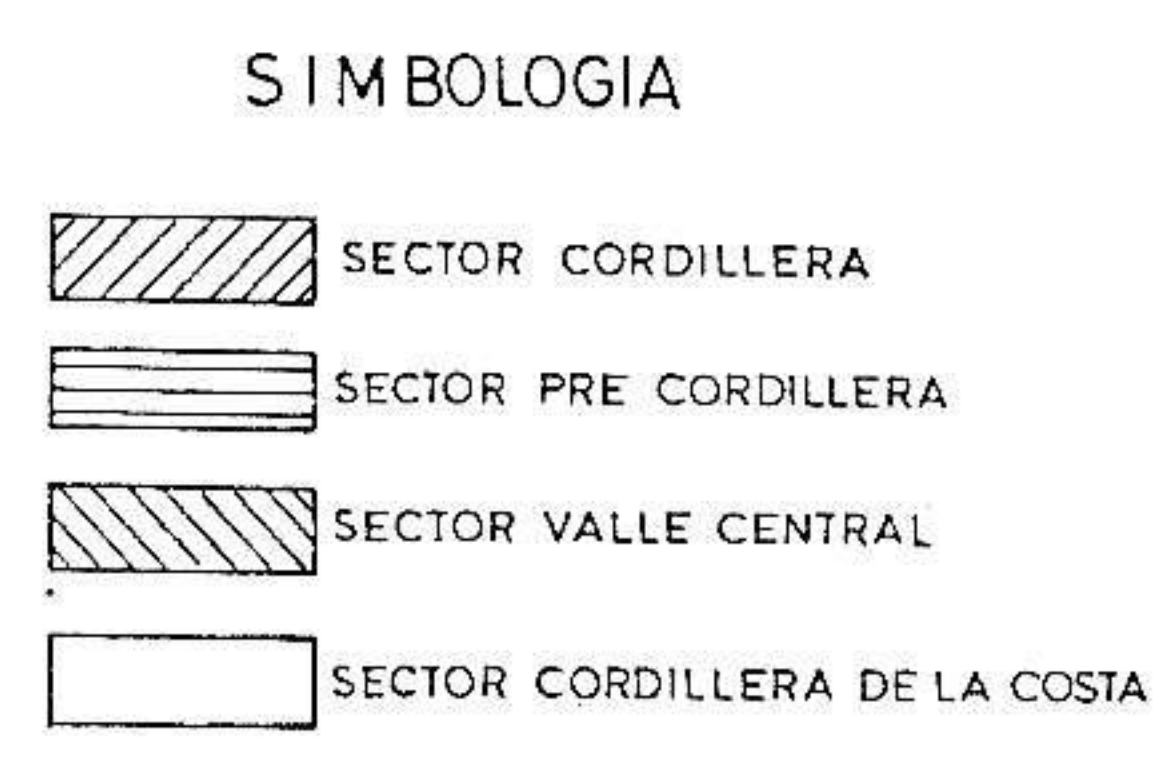 SIMBOLOGIA
SECTOR CORDILLERA
SECTOR PRE CORDILLERA
SECTOR VALLE CENTRAL
SECTOR CORDILLERA DE LA COSTA